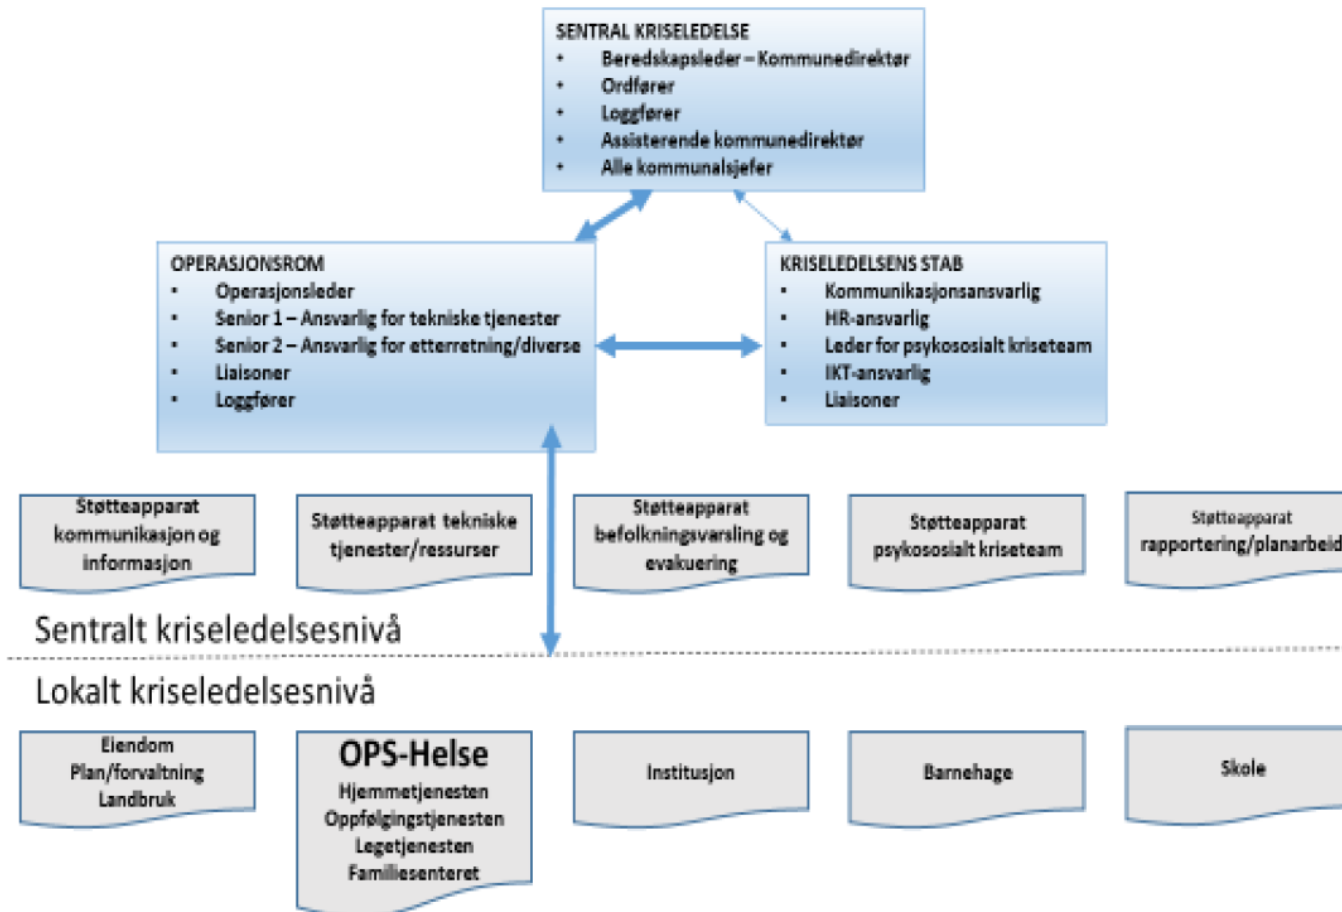 SENTRAL KRISELEDELSE
• Beredskapsleder – Kommunedirektør
• Ordfører
• Loggfører
• Assisterende kommunedirektør
• Alle kommunalsjefer
OPERASJONSROM
• Operasjonsleder
• Senior 1 – Ansvarlig for tekniske tjenester
• Senior 2 – Ansvarlig for etterretning/diverse
• Liaisoner
• Loggfører
KRISELEDELSENS STAB
• Kommunikasjonsansvarlig
• HR-ansvarlig
• Leder for psykososialt kriseteam
• IKT-ansvarlig
• Liaisoner
Støtteapparat
kommunikasjon og
informasjon
Støtteapparat tekniske
tjenester/ressurser
Støtteapparat
befolkningsvarsling og
evakuering
Støtteapparat
psykososialt kriseteam
Støtteapparat
rapportering/planarbeid
Sentralt kriseledelsesnivå
Lokalt kriseledelsesnivå
Eiendom
Plan/forvaltning
Landbruk
OPS-Helse
Hjemmetjenesten
Oppfølgingstjenesten
Legetjenesten
Familiesenteret
Institusjon
Barnehage
Skole